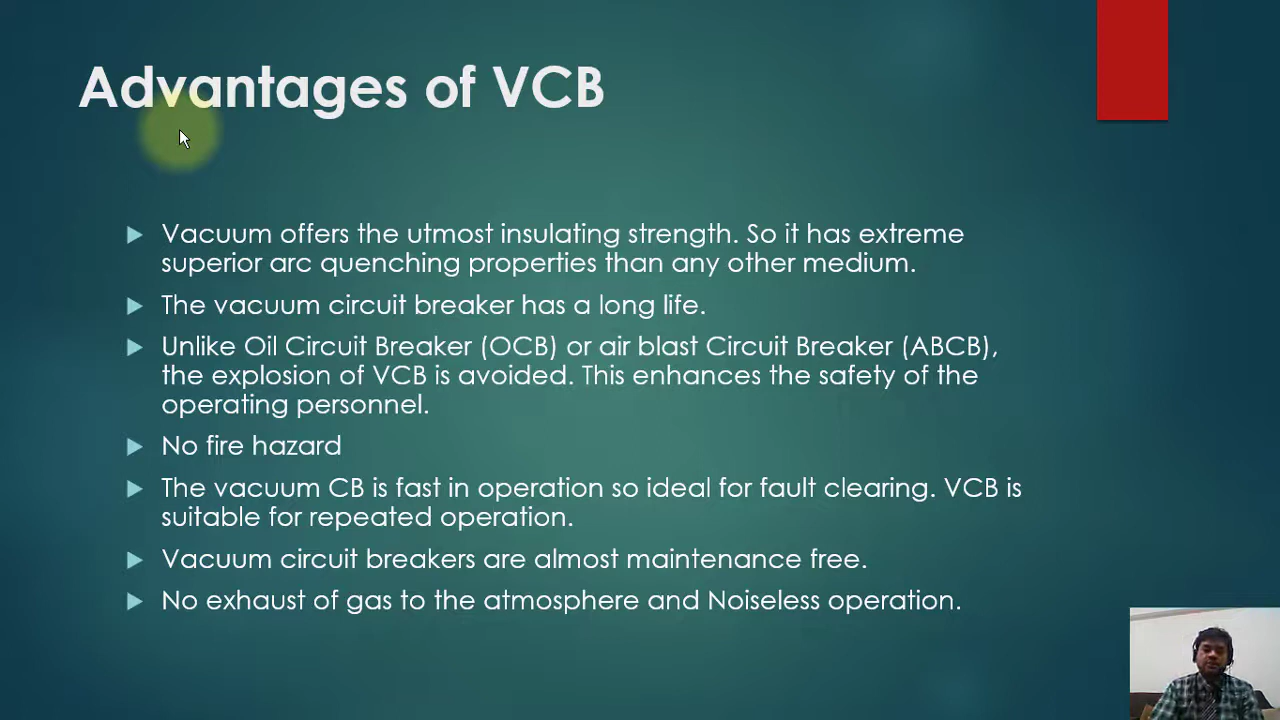 Advantages of VCB
Vacuum offers the utmost insulating strength. So it has extreme
superior arc quenching properties than any other medium.
The vacuum circuit breaker has a long life.
Unlike Oil Circuit Breaker (OCB) or air blast Circuit Breaker (ABCB),
the explosion of VCB is avoided. This enhances the safety of the
operating personnel.
No fire hazard
The vacuum CB is fast in operation so ideal for fault clearing. VCB is
suitable for repeated operation.
Vacuum circuit breakers are almost maintenance free.
No exhaust of gas to the atmosphere and Noiseless operation.